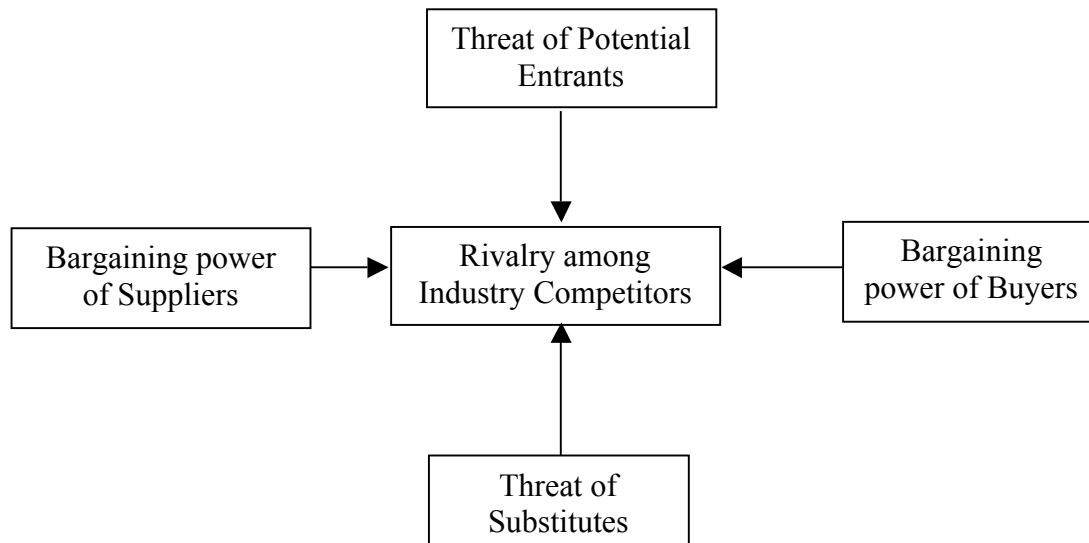 Threat of Potential
Entrants
Bargaining power
of Suppliers
Rivalry among
Industry Competitors
Bargaining
power of Buyers
Threat of
Substitutes